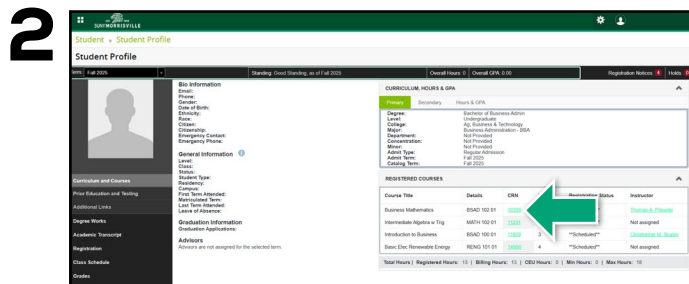 2
SUNY MORRISVILLE
Student Student Profile
Student Profile
Term: Fall 2025
Standing: Good Standing, as of Fall 2025
Overall Hours: 0 Overall GPA: 0.00
Registration Notices: 4 Holds: 0
Curriculum and Courses
Prior Education and Testing
Additional Links
Degree Works
Academic Transcript
Registration
Class Schedule
Grades
Bio Information
Email:
Phone:
Gender:
Date of Birth:
Ethnicity:
Race:
Citizen:
Citizenship:
Emergency Contact:
Emergency Phone:
General Information
Level:
Class:
Status:
Student Type:
Residency:
Campus:
First Term Attended:
Matriculated Term:
Last Term Attended:
Leave of Absence:
Graduation Information
Graduation Applications:
Advisors
Advisors are not assigned for the selected term.
CURRICULUM, HOURS & GPA
Primary Secondary Hours & GPA
Degree: Bachelor of Business Admin
Level: Undergraduate
College: Ag, Business & Technology
Major: Business Administration - BBA
Department: Not Provided
Concentration: Not Provided
Minor: Not Provided
Admit Type: Regular Admission
Admit Term: Fall 2025
Catalog Term: Fall 2025
REGISTERED COURSES
Course Title Details CRN Registration Status Instructor
Business Mathematics BSAD 102 01
Intermediate Algebra w Trig MATH 102 01 **Scheduled** Not assigned
Introduction to Business BSAD 100 01 3 **Scheduled**
Basic Elec Renewable Energy RENG 101 01 4 **Scheduled** Not assigned
Total Hours | Registered Hours: 13 | Billing Hours: 13 | CEU Hours: 0 | Min Hours: 0 | Max Hours: 18